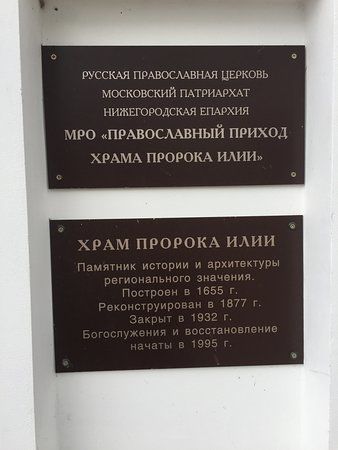 РУССКАЯ ПРАВОСЛАВНАЯ ЦЕРКОВЬ
МОСКОВСКИЙ ПАТРИАРХАТ
НИЖЕГОРОДСКАЯ ЕПАРХИЯ
МРО «ПРАВОСЛАВНЫЙ ПРИХОД
ХРАМА ПРОРОКА ИЛИИ»
ХРАМ ПРОРОКА ИЛИИ
Памятник истории и архитектуры
регионального значения.
Построен в 1655 г.
Реконструирован в 1877 г.
Закрыт в 1932 г.
Богослужения и восстановление
начаты в 1995 г.